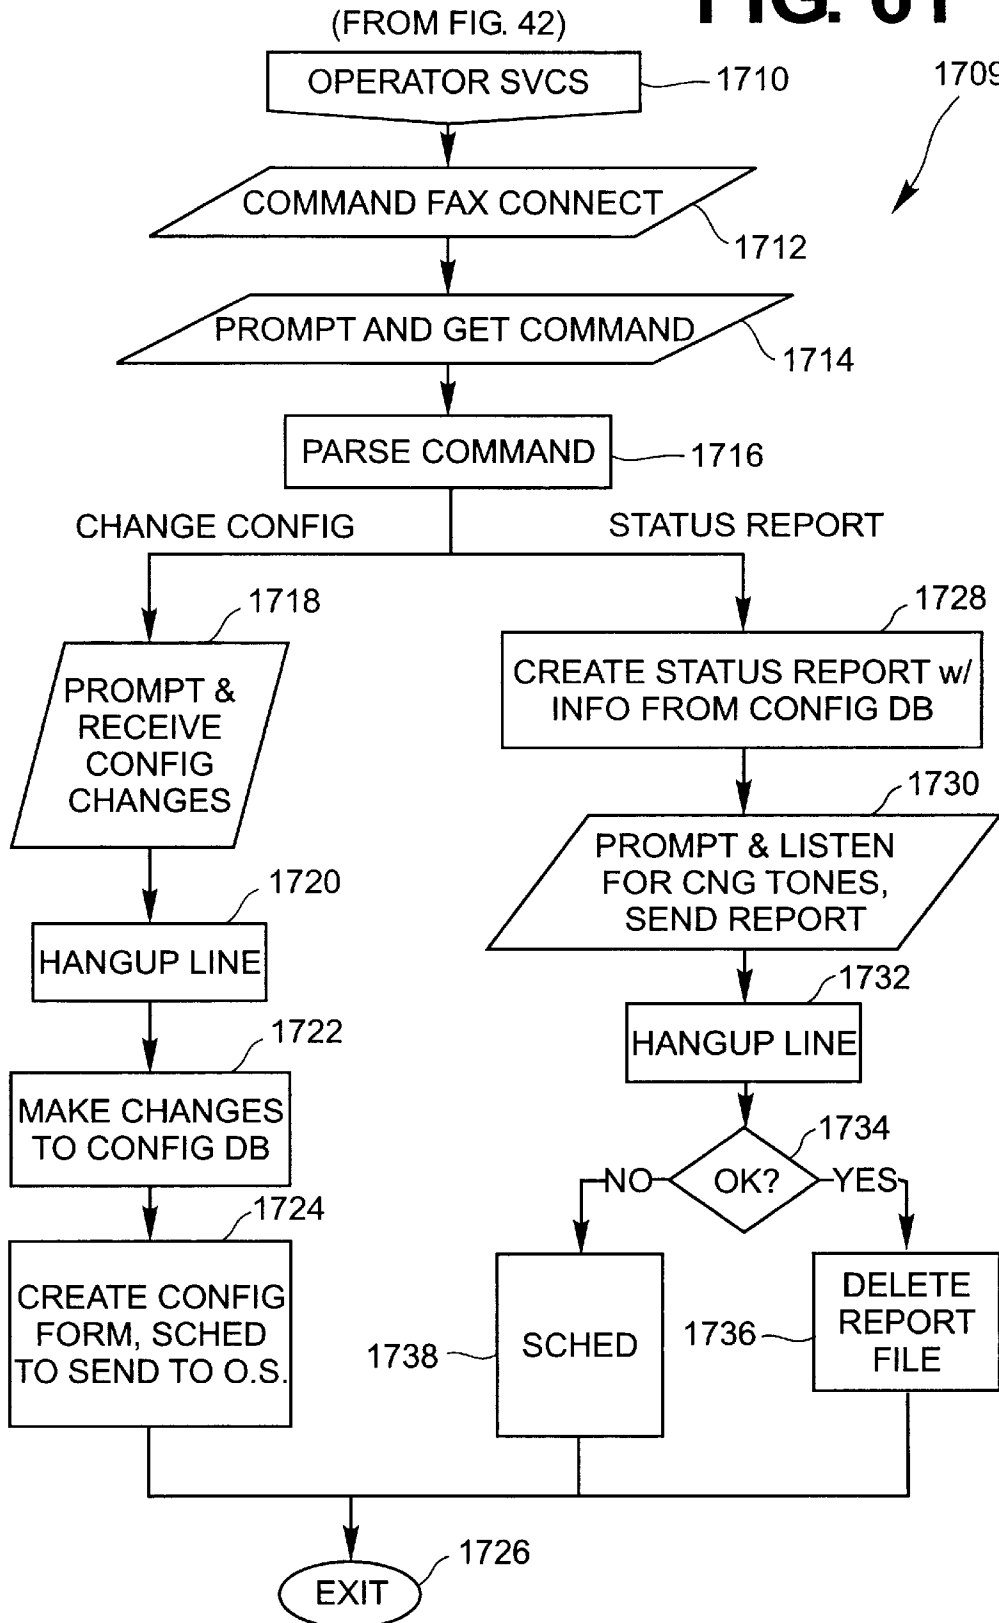 FIG. 61
(FROM FIG. 42)
OPERATOR SVCS
1710
1709
COMMAND FAX CONNECT
1712
PROMPT AND GET COMMAND
1714
PARSE COMMAND
1716
CHANGE CONFIG
STATUS REPORT
1718
PROMPT &
RECEIVE
CONFIG
CHANGES
1720
HANGUP LINE
1722
MAKE CHANGES
TO CONFIG DB
1724
CREATE CONFIG
FORM, SCHED
TO SEND TO O.S.
1728
CREATE STATUS REPORT w/
INFO FROM CONFIG DB
1730
PROMPT & LISTEN
FOR CNG TONES,
SEND REPORT
1732
HANGUP LINE
1734
NO
OK?
YES
1738
SCHED
1736
DELETE
REPORT
FILE
1726
EXIT